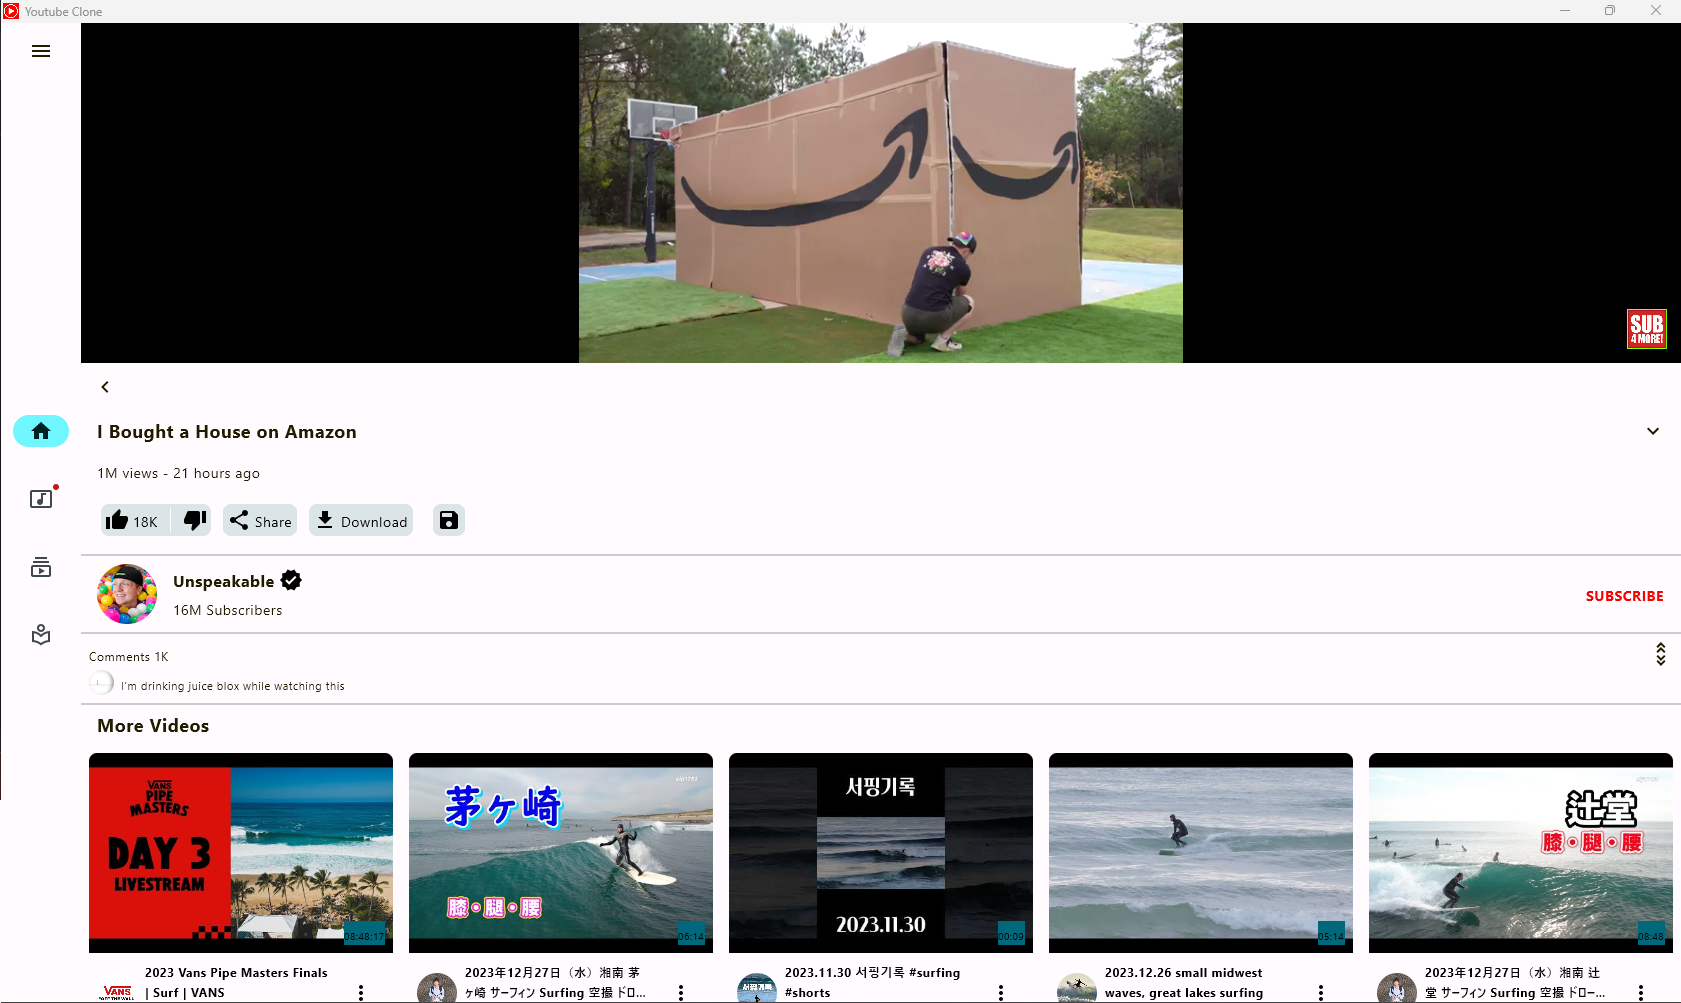 Youtube Clone
SUB
4 MORE!
I Bought a House on Amazon
1M views - 21 hours ago
18K
Share
Download
Unspeakable
16M Subscribers
SUBSCRIBE
Comments 1K
I'm drinking juice blox while watching this
More Videos
VANS
PIPE
MASTERS
DAY 3
LIVESTREAM
08:48:17
茅ヶ崎
膝・腿・腰
06:14
서핑기록
2023.11.30
00:09
05:14
辻堂
膝・腿・腰
08:48
2023 Vans Pipe Masters Finals
| Surf | VANS
VANS
2023年12月27日（水）湘南 茅
ヶ崎 サーフィン Surfing 空撮 ドロ...
서핑기록
2023.11.30 서핑기록 #surfing
#shorts
2023.12.26 small midwest
waves, great lakes surfing
2023年12月27日（水）湘南 辻
堂 サーフィン Surfing 空撮 ドロー...